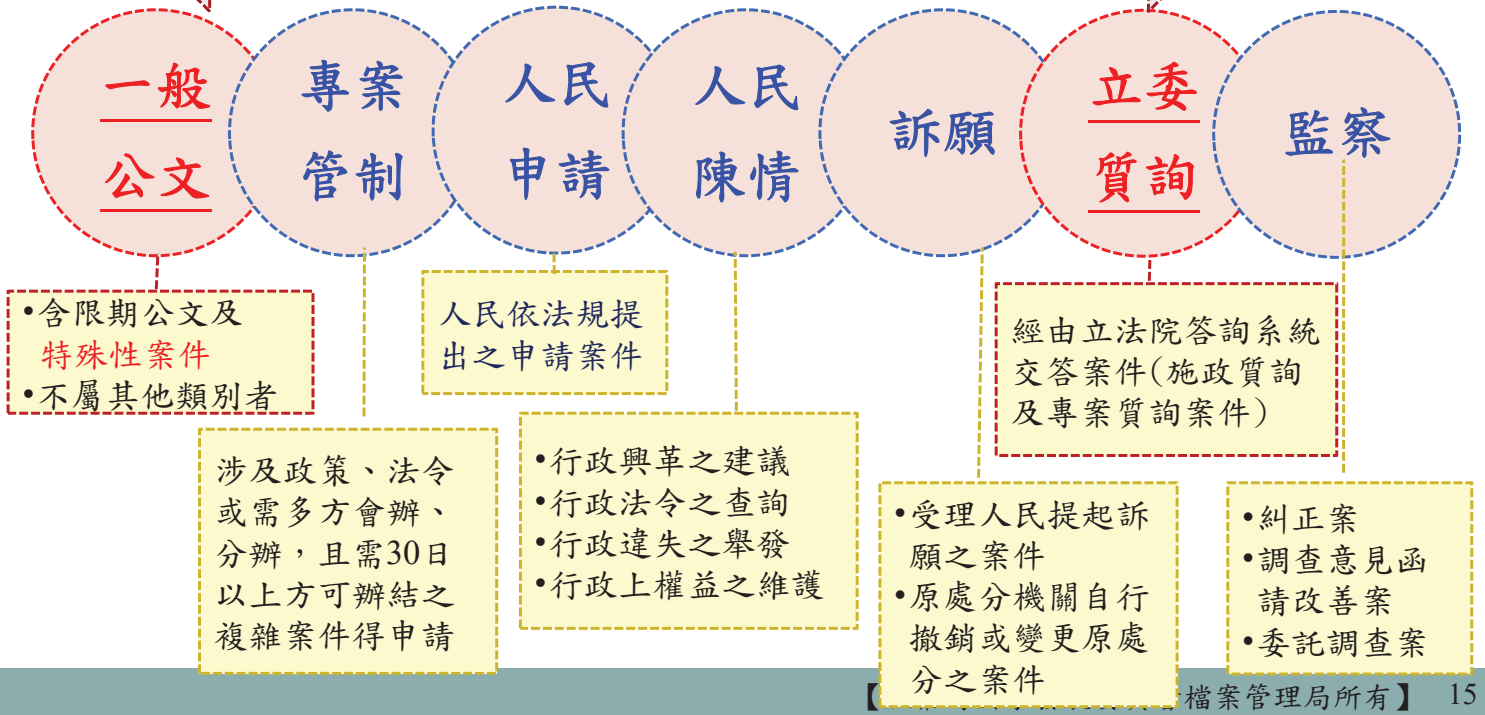 一般
公文
專案
管制
人民
申請
人民
陳情
訴願
立委
質詢
監察
•含限期公文及
特殊性案件
•不屬其他類別者
涉及政策、法令
或需多方會辦、
分辦，且需30日
以上方可辦結之
複雜案件得申請
人民依法規提
出之申請案件
•行政興革之建議
•行政法令之查詢
•行政違失之舉發
•行政上權益之維護
•受理人民提起訴
願之案件
•原處分機關自行
撤銷或變更原處
分之案件
經由立法院答詢系統
交答案件(施政質詢
及專案質詢案件)
•糾正案
•調查意見函
請改善案
•委託調查案
【
檔案管理局所有】 15